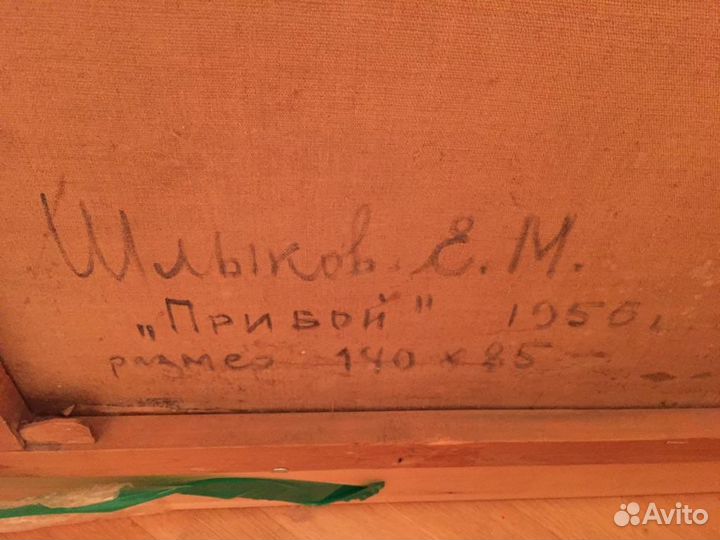 Шлыков Е. М.
„Прибой" 1956г.
размер 140 x 85
Avito